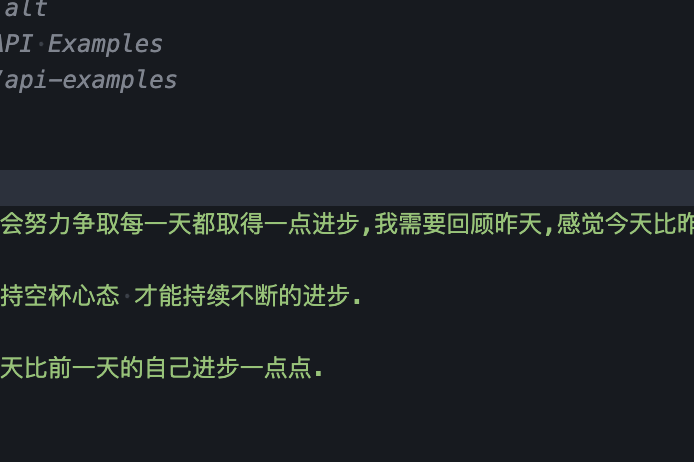 alt
API Examples
/api-examples
会努力争取每一天都取得一点进步,我需要回顾昨天,感觉今天比昨
持空杯心态 才能持续不断的进步.
天比前一天的自己进步一点点.